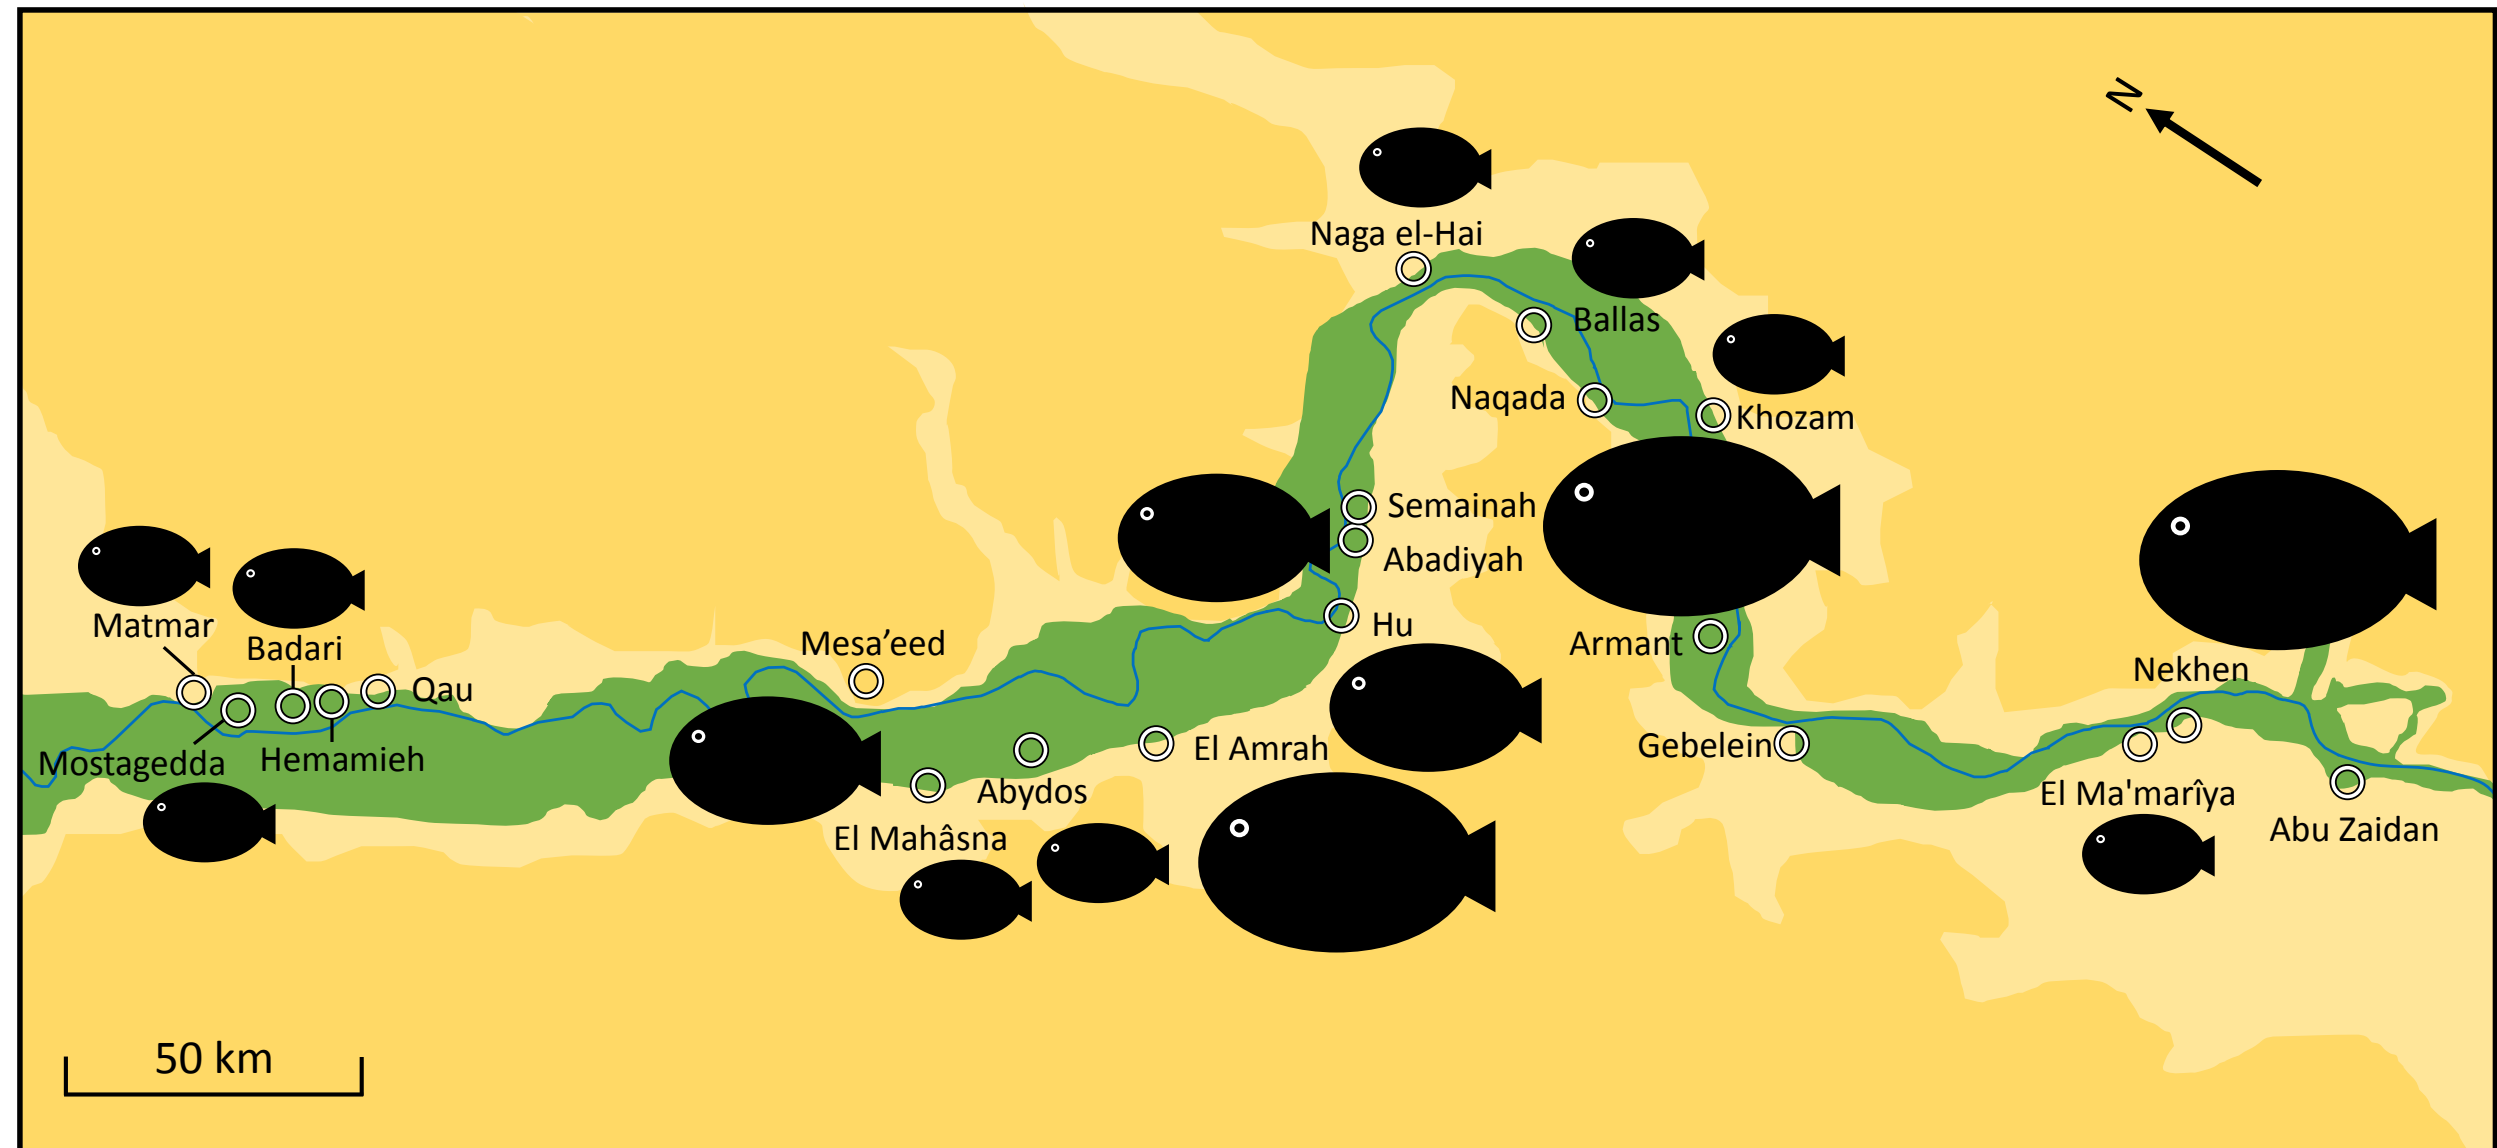 N
Naga el-Hai
Ballas
Naqada
Khozam
Semainah
Abadiyah
Hu
Matmar
Badari
Mesa’eed
Armant
Nekhen
Qau
Mostagedda
Hemamieh
El Amrah
Gebelein
Abydos
El Ma'marîya
El Mahâsna
Abu Zaidan
50 km